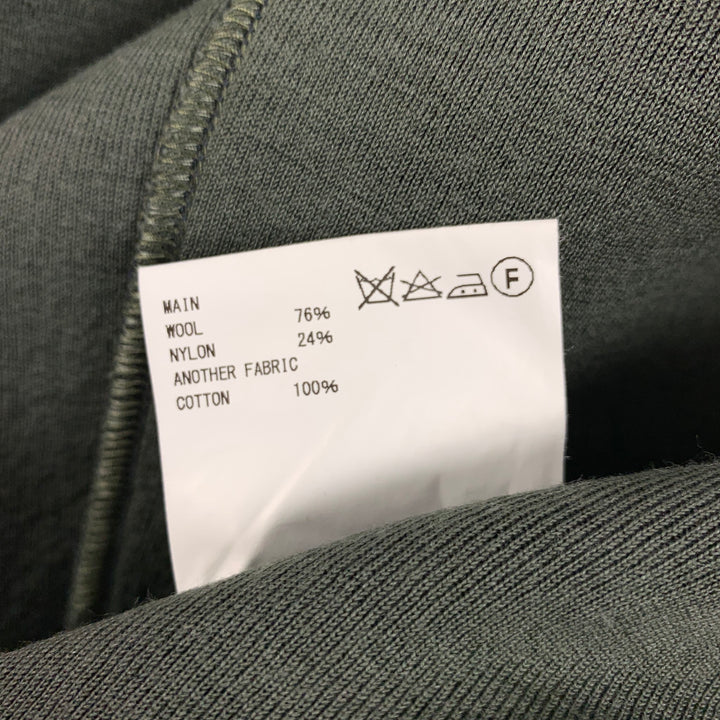 MAIN
WOOL 76%
NYLON 24%
ANOTHER FABRIC
COTTON 100%
F